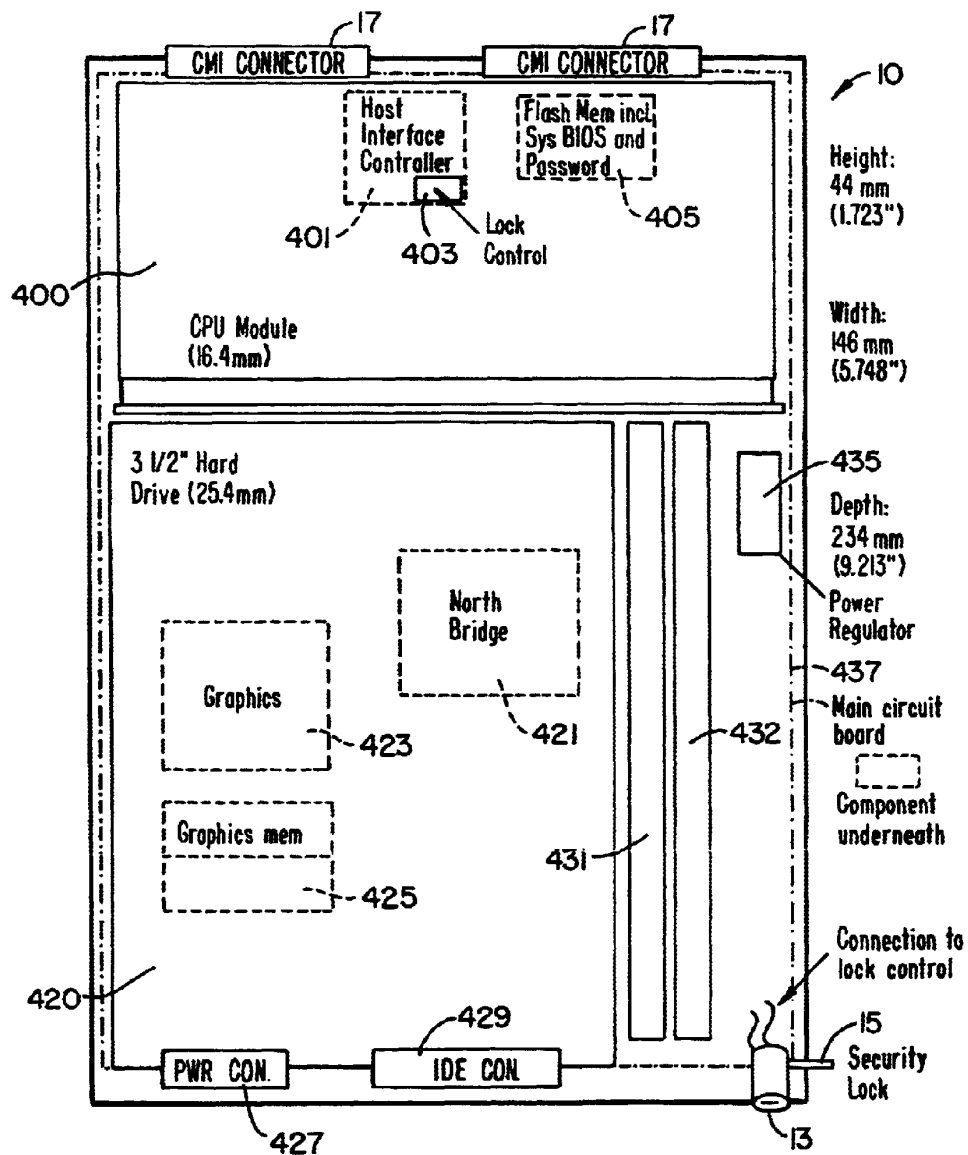 17
17
CMI CONNECTOR
CMI CONNECTOR
10
Host
Interface
Controller
Flash Mem incl.
Sys BIOS and
Password
401
403
Lock
Control
405
Height:
44 mm
(1.723")
400
CPU Module
(16.4mm)
Width:
146 mm
(5.748")
3 1/2" Hard
Drive (25.4mm)
435
Depth:
234 mm
(9.213")
North
Bridge
Power
Regulator
Graphics
437
423
421
432
Main circuit
board
Graphics mem
Component
underneath
431
425
Connection to
lock control
420
429
15
PWR CON.
IDE CON.
Security
Lock
427
13